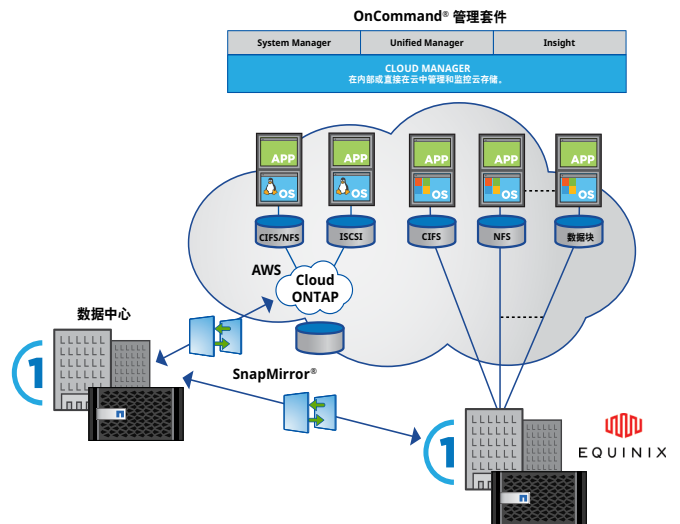 OnCommand® 管理套件
System Manager
Unified Manager
Insight
CLOUD MANAGER
在内部或直接在云中管理和监控云存储。
APP
APP
APP
APP
APP
OS
OS
OS
OS
OS
CIFS/NFS
ISCSI
CIFS
NFS
数据块
AWS
Cloud
ONTAP
数据中心
1
SnapMirror®
1
EQUINIX